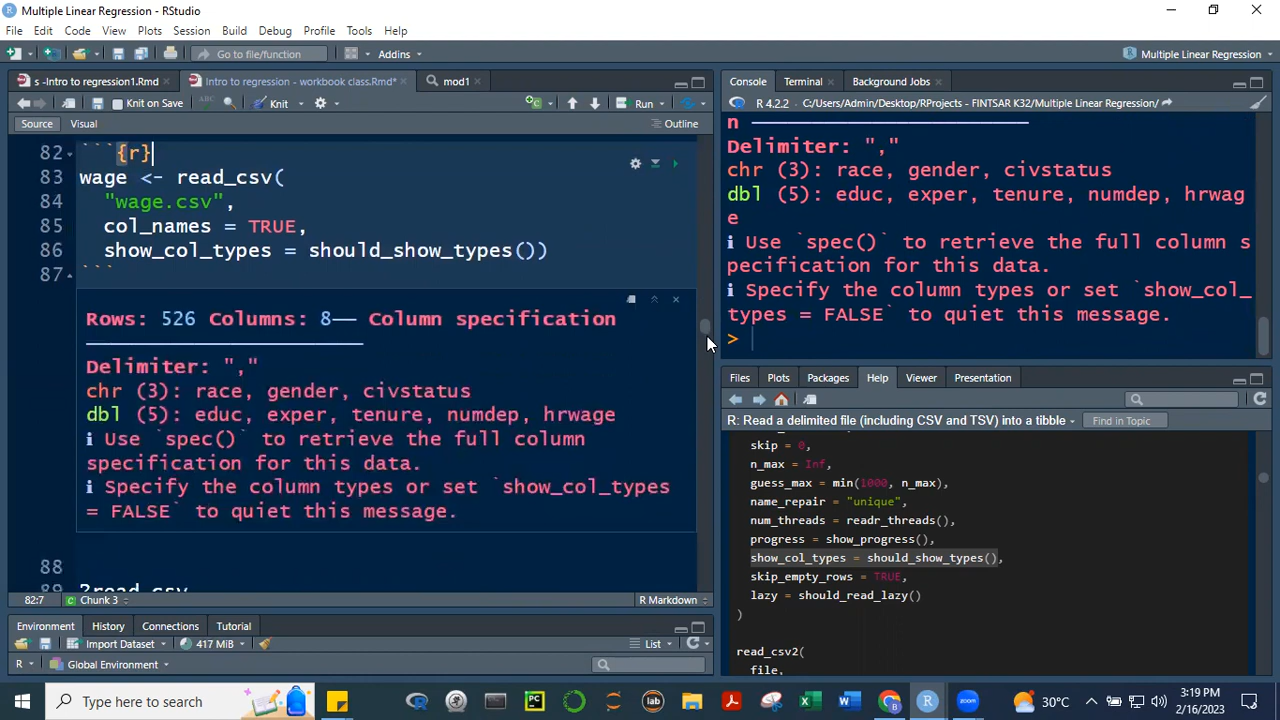 Multiple Linear Regression - RStudio
File Edit Code View Plots Session Build Debug Profile Tools Help
Go to file/function Addins Multiple Linear Regression
s -Intro to regression1.Rmd Intro to regression - workbook class.Rmd* mod1
Knit on Save ABC Knit Run
Source Visual Outline
82 ```{r}
83 wage <- read_csv(
84 "wage.csv",
85 col_names = TRUE,
86 show_col_types = should_show_types())
87 ```
Rows: 526 Columns: 8── Column specification
────────────────────────
Delimiter: ","
chr (3): race, gender, civstatus
dbl (5): educ, exper, tenure, numdep, hrwage
ℹ Use `spec()` to retrieve the full column
specification for this data.
ℹ Specify the column types or set `show_col_types
= FALSE` to quiet this message.
88
89 ?read_csv
82:7 Chunk 3 R Markdown
Environment History Connections Tutorial
Import Dataset 417 MiB List
R Global Environment
Console Terminal Background Jobs
R 4.2.2 · C:/Users/Admin/Desktop/RProjects - FINTSAR K32/Multiple Linear Regression/
n ────────────────────────
Delimiter: ","
chr (3): race, gender, civstatus
dbl (5): educ, exper, tenure, numdep, hrwag
e
ℹ Use `spec()` to retrieve the full column s
pecification for this data.
ℹ Specify the column types or set `show_col_
types = FALSE` to quiet this message.
>
Files Plots Packages Help Viewer Presentation
R: Read a delimited file (including CSV and TSV) into a tibble Find in Topic
skip = 0,
n_max = Inf,
guess_max = min(1000, n_max),
name_repair = "unique",
num_threads = readr_threads(),
progress = show_progress(),
show_col_types = should_show_types(),
skip_empty_rows = TRUE,
lazy = should_read_lazy()
)
read_csv2(
file,
Type here to search PC lab zoom 30°C 3:19 PM
2/16/2023